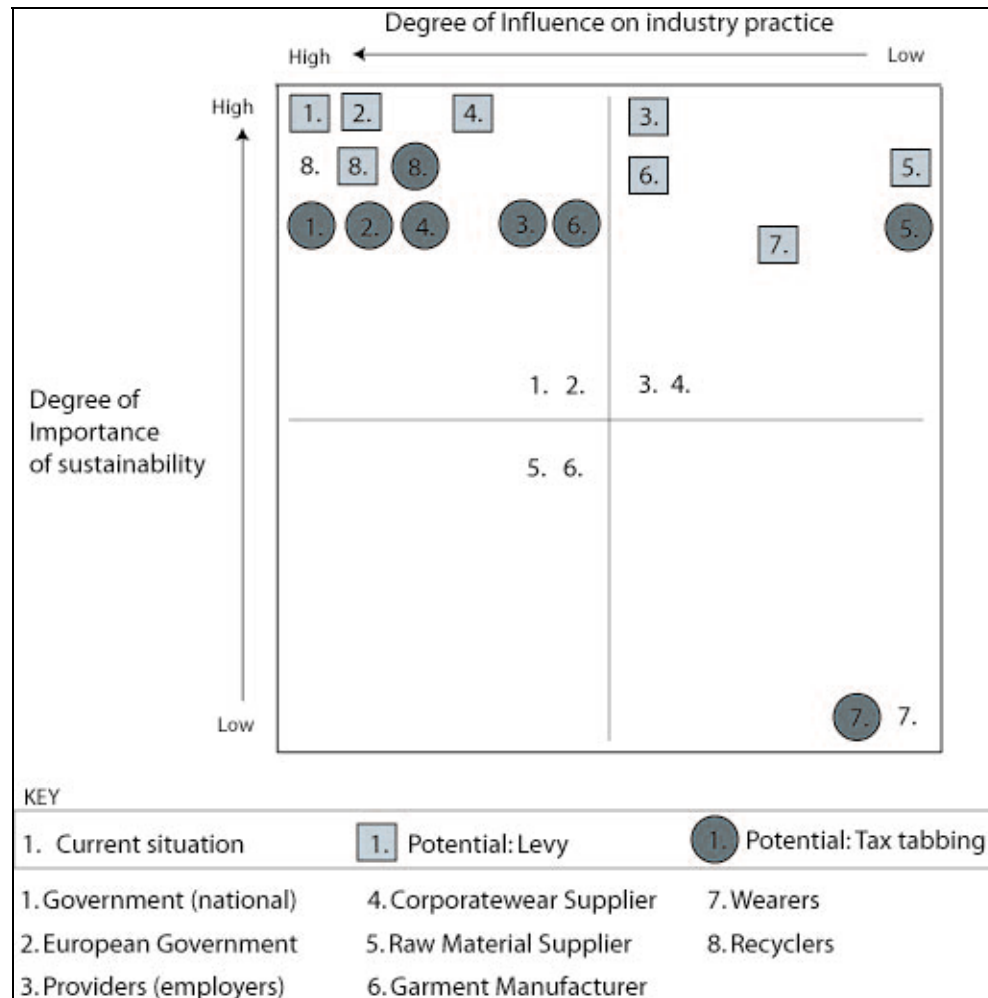 Degree of Influence on industry practice
High Low
High
1. 2. 4. 3.
8. 8. 8. 6. 5.
1. 2. 4. 3. 6. 5.
7.
1. 2. 3. 4.
Degree of
Importance
of sustainability
5. 6.
7. 7.
Low
KEY
1. Current situation 1. Potential: Levy 1. Potential: Tax tabbing
1. Government (national) 4. Corporatewear Supplier 7. Wearers
2. European Government 5. Raw Material Supplier 8. Recyclers
3. Providers (employers) 6. Garment Manufacturer